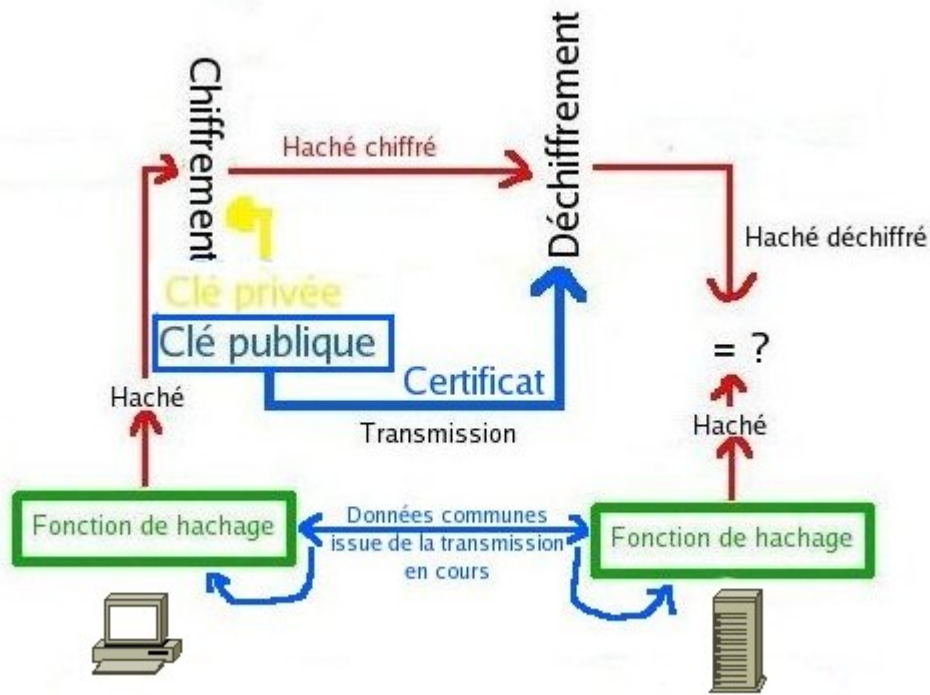 Chiffrement
Déchiffrement
Haché chiffré
Haché déchiffré
Clé privée
Clé publique
= ?
Certificat
Haché
Transmission
Haché
Fonction de hachage
Données communes
issue de la transmission
en cours
Fonction de hachage